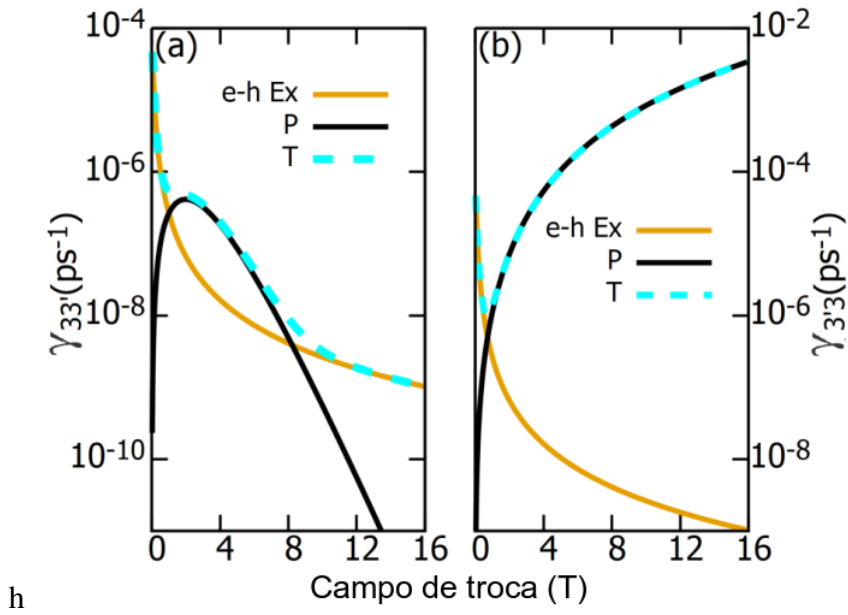 (a)
10-4
10-6
10-8
10-10
γ33'(ps-1)
e-h Ex
P
T
0 4 8 12 16
(b)
10-2
10-4
10-6
10-8
γ3'3(ps-1)
e-h Ex
P
T
0 4 8 12 16
Campo de troca (T)
h